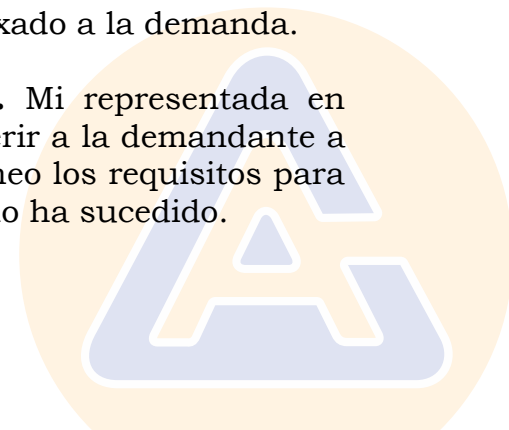 xado a la demanda.
. Mi representada en
erir a la demandante a
neo los requisitos para
o ha sucedido.